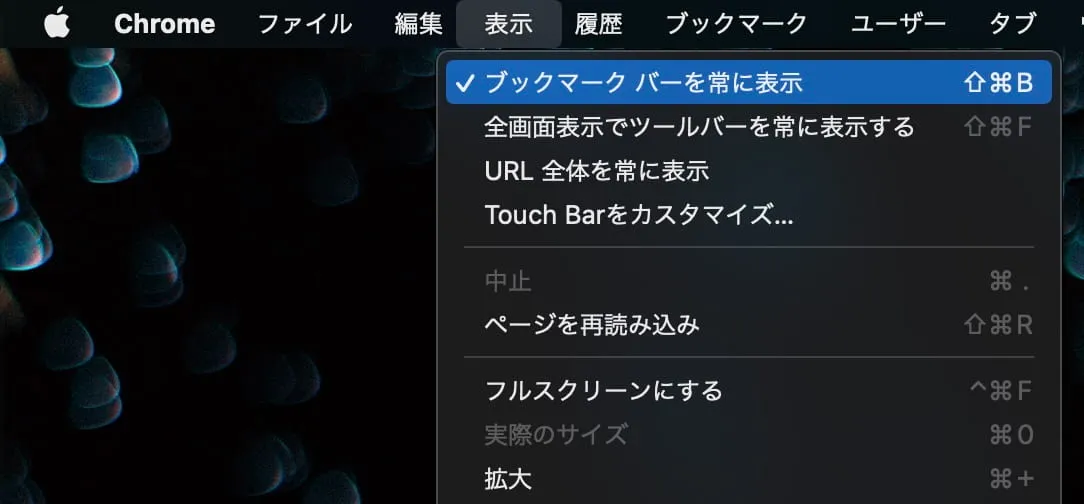 Chrome ファイル 編集 表示 履歴 ブックマーク ユーザー タブ
✓ ブックマーク バーを常に表示 ⇧⌘B
全画面表示でツールバーを常に表示する ⇧⌘F
URL 全体を常に表示
Touch Barをカスタマイズ...
中止 ⌘.
ページを再読み込み ⇧⌘R
フルスクリーンにする ^⌘F
実際のサイズ ⌘0
拡大 ⌘+